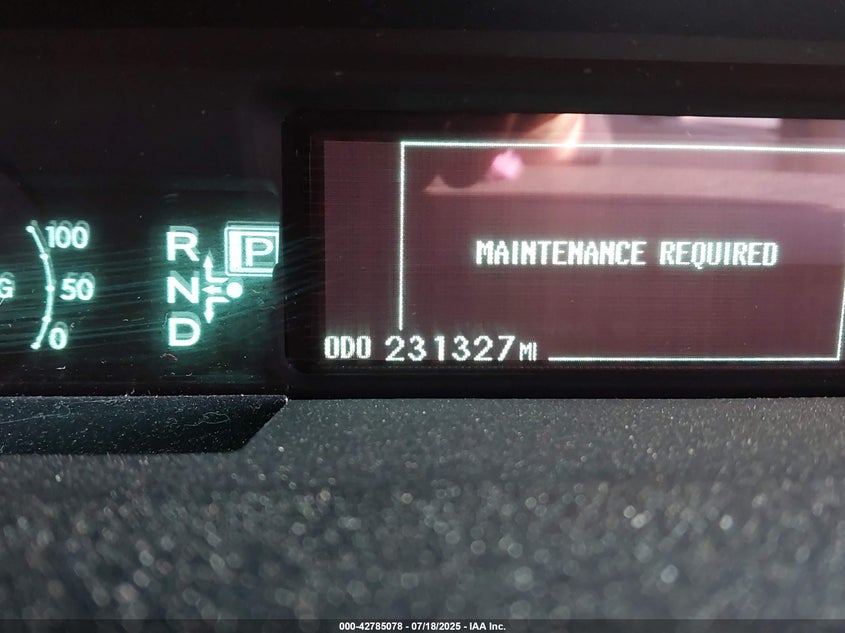 100
R
P
MAINTENANCE REQUIRED
G
50
N
0
D
ODO 231327 MI
000-42785078 - 07/18/2025 - IAA Inc.